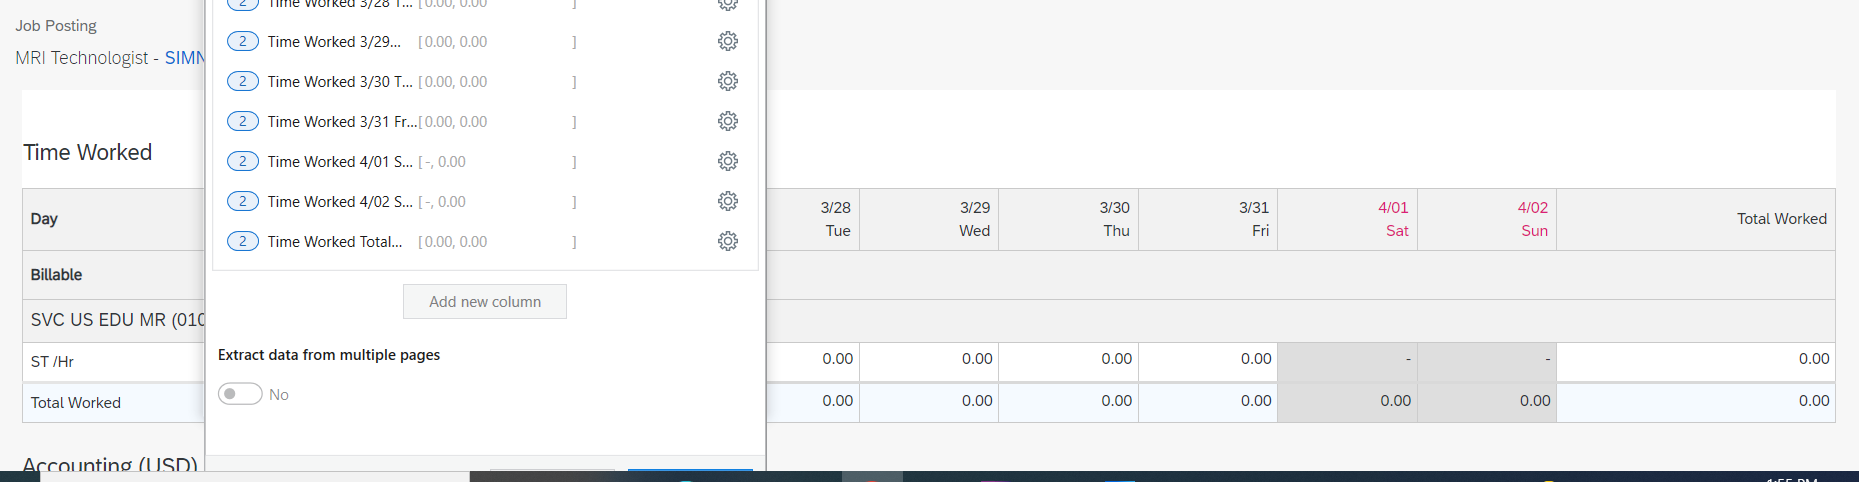 Job Posting
MRI Technologist - SIMN
2 Time Worked 3/28 T... [ 0.00, 0.00 ]
2 Time Worked 3/29... [ 0.00, 0.00 ]
2 Time Worked 3/30 T... [ 0.00, 0.00 ]
2 Time Worked 3/31 Fr... [ 0.00, 0.00 ]
2 Time Worked 4/01 S... [ -, 0.00 ]
2 Time Worked 4/02 S... [ -, 0.00 ]
2 Time Worked Total... [ 0.00, 0.00 ]
Add new column
Extract data from multiple pages
No
Time Worked
Day 3/28 Tue 3/29 Wed 3/30 Thu 3/31 Fri 4/01 Sat 4/02 Sun Total Worked
Billable
SVC US EDU MR (010
ST /Hr 0.00 0.00 0.00 0.00 - - 0.00
Total Worked 0.00 0.00 0.00 0.00 0.00 0.00 0.00
Accounting (USD)
1:55 PM